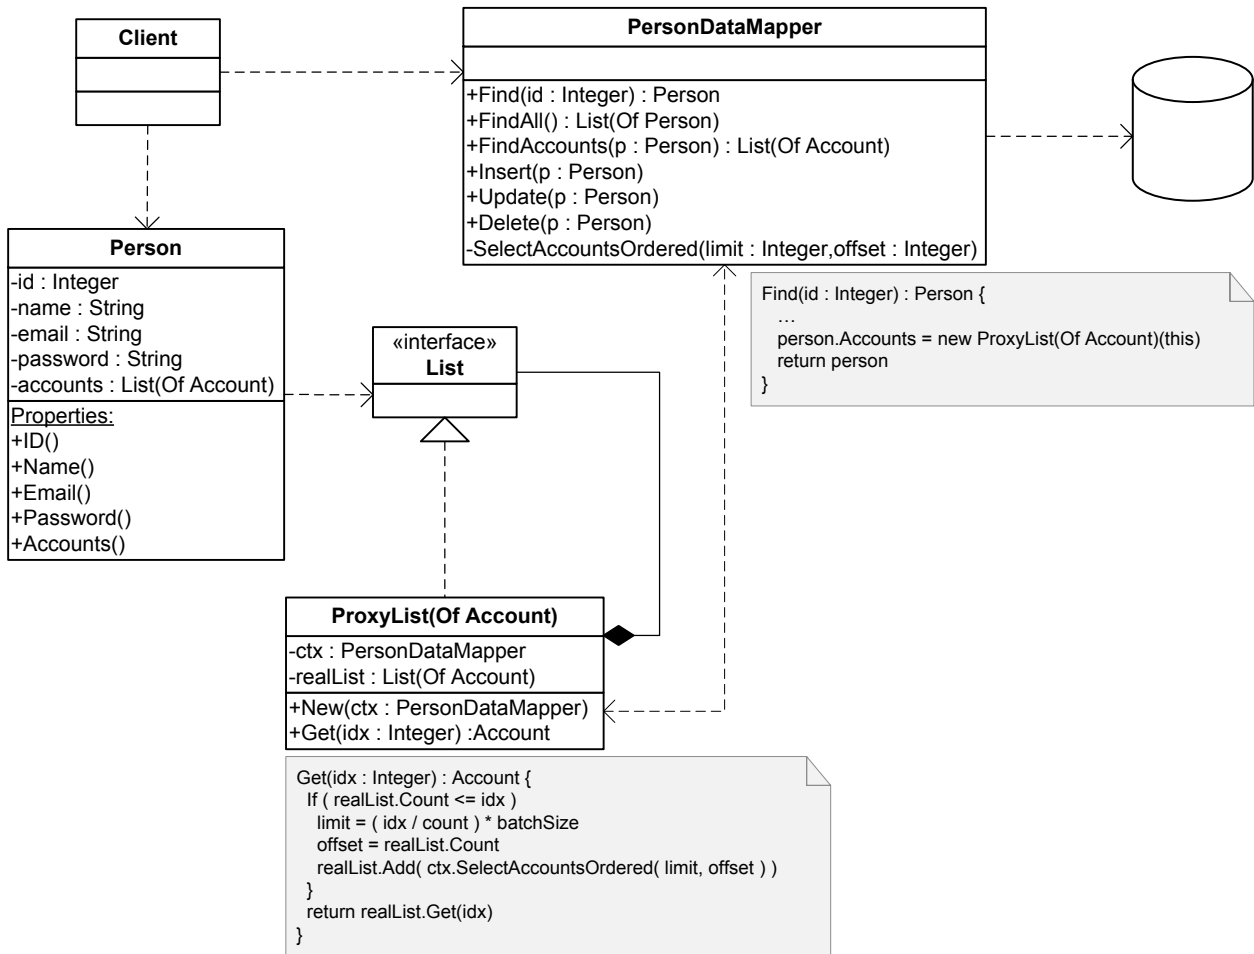 Client
PersonDataMapper
+Find(id : Integer) : Person
+FindAll() : List(Of Person)
+FindAccounts(p : Person) : List(Of Account)
+Insert(p : Person)
+Update(p : Person)
+Delete(p : Person)
-SelectAccountsOrdered(limit : Integer,offset : Integer)
Person
-id : Integer
-name : String
-email : String
-password : String
-accounts : List(Of Account)
Properties:
+ID()
+Name()
+Email()
+Password()
+Accounts()
«interface»
List
Find(id : Integer) : Person {
…
person.Accounts = new ProxyList(Of Account)(this)
return person
}
ProxyList(Of Account)
-ctx : PersonDataMapper
-realList : List(Of Account)
+New(ctx : PersonDataMapper)
+Get(idx : Integer) :Account
Get(idx : Integer) : Account {
If ( realList.Count <= idx )
limit = ( idx / count ) * batchSize
offset = realList.Count
realList.Add( ctx.SelectAccountsOrdered( limit, offset ) )
}
return realList.Get(idx)
}